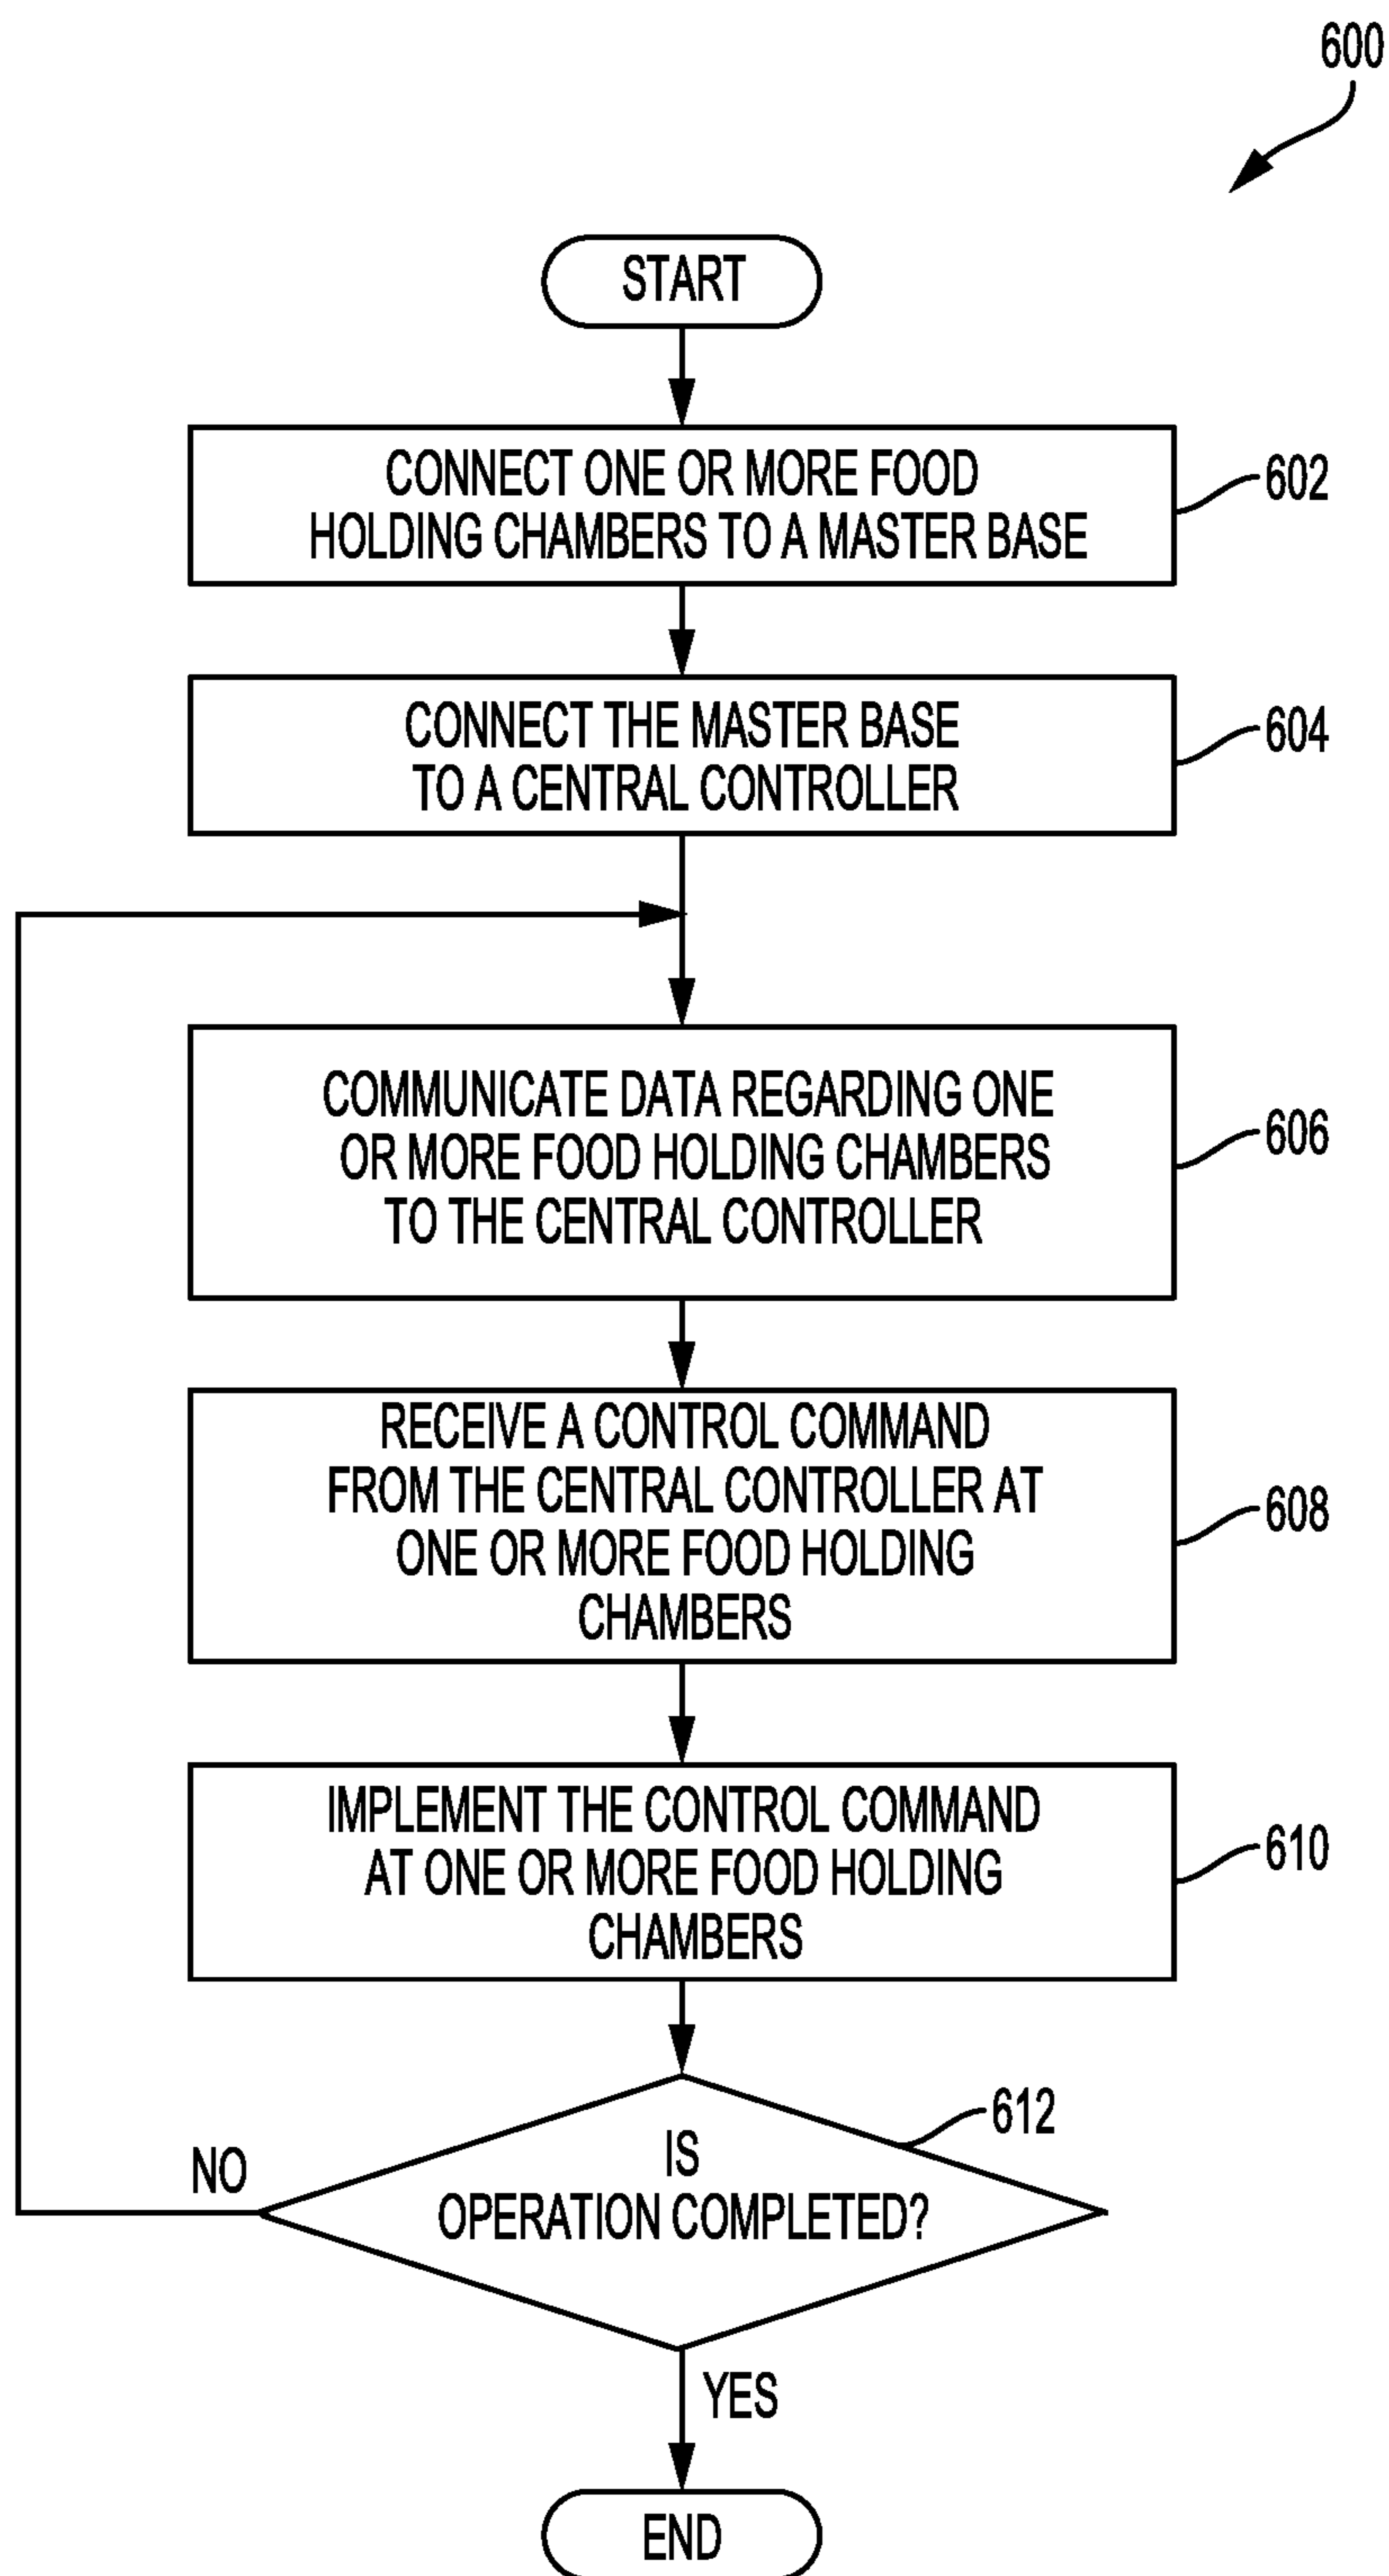 600
START
CONNECT ONE OR MORE FOOD
HOLDING CHAMBERS TO A MASTER BASE
602
CONNECT THE MASTER BASE
TO A CENTRAL CONTROLLER
604
COMMUNICATE DATA REGARDING ONE
OR MORE FOOD HOLDING CHAMBERS
TO THE CENTRAL CONTROLLER
606
RECEIVE A CONTROL COMMAND
FROM THE CENTRAL CONTROLLER AT
ONE OR MORE FOOD HOLDING
CHAMBERS
608
IMPLEMENT THE CONTROL COMMAND
AT ONE OR MORE FOOD HOLDING
CHAMBERS
610
612
IS
OPERATION COMPLETED?
NO
YES
END